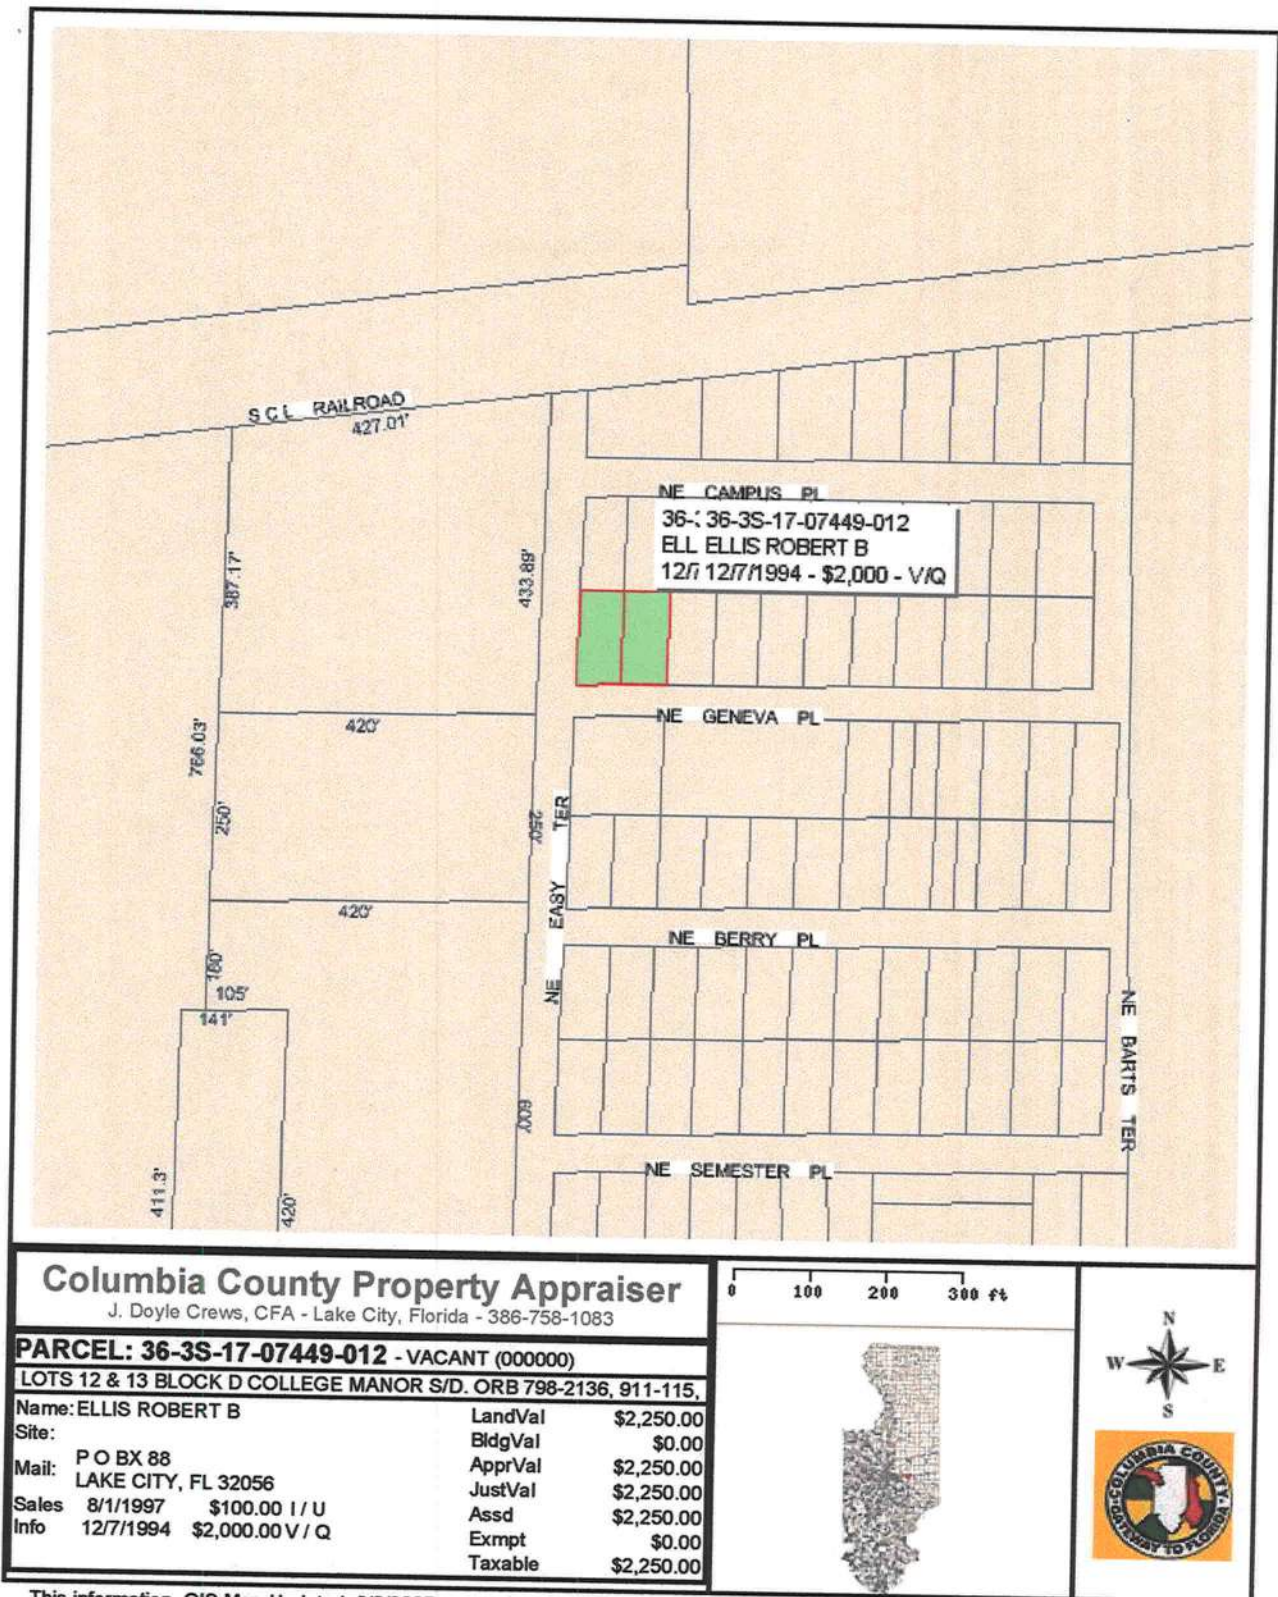 S C L RAILROAD
427.01'
NE CAMPUS PL
36-: 36-3S-17-07449-012
ELL ELLIS ROBERT B
12/7 12/7/1994 - $2,000 - V/Q
387.17'
433.89'
NE GENEVA PL
420'
766.03'
250'
250'
NE EASY TER
420'
NE BERRY PL
160'
105'
141'
NE BARTS TER
600'
NE SEMESTER PL
411.3'
420'
Columbia County Property Appraiser
J. Doyle Crews, CFA - Lake City, Florida - 386-758-1083
PARCEL: 36-3S-17-07449-012 - VACANT (000000)
LOTS 12 & 13 BLOCK D COLLEGE MANOR S/D. ORB 798-2136, 911-115,
Name: ELLIS ROBERT B
Site:
Mail: P O BX 88
LAKE CITY, FL 32056
Sales 8/1/1997 $100.00 I / U
Info 12/7/1994 $2,000.00 V / Q
LandVal $2,250.00
BldgVal $0.00
ApprVal $2,250.00
JustVal $2,250.00
Assd $2,250.00
Exmpt $0.00
Taxable $2,250.00
0 100 200 300 ft
N
W E
S
COLUMBIA COUNTY
GATEWAY TO FLORIDA